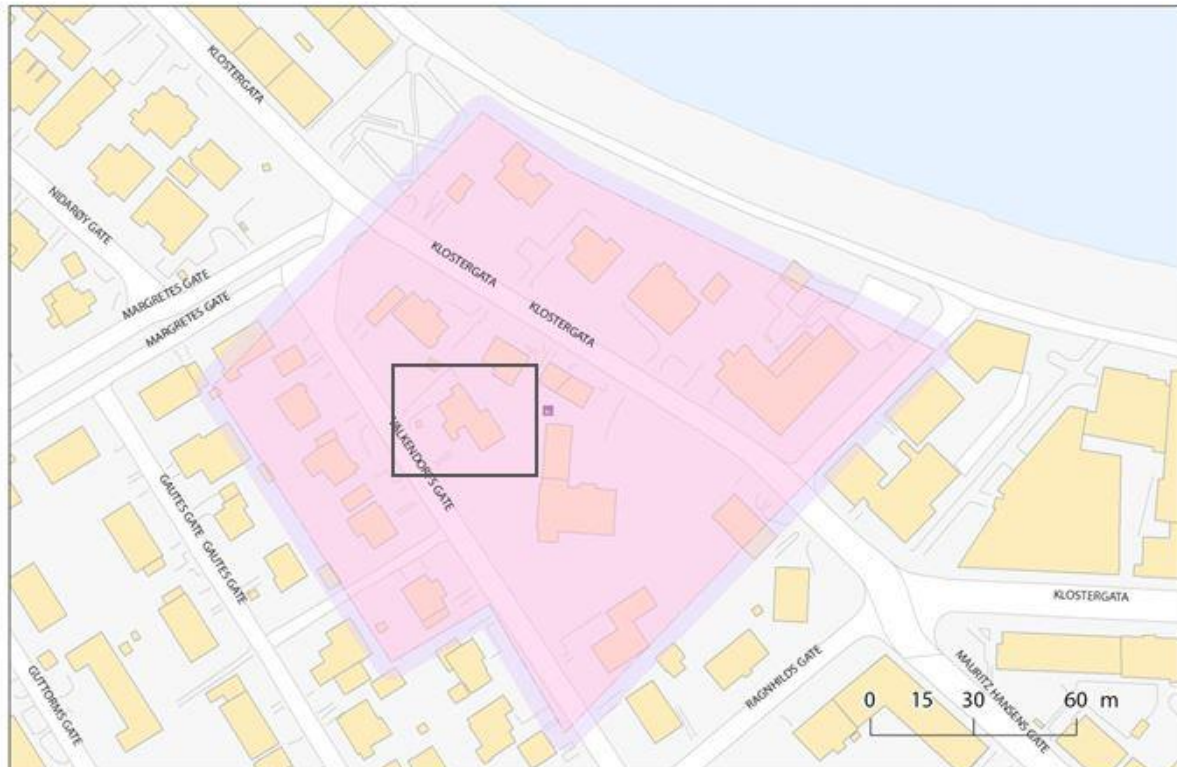 KLOSTERGATA
NIDARØY GATE
MARGRETES GATE
MARGRETES GATE
KLOSTERGATA
KLOSTERGATA
VALKENDORFS GATE
GAUTES GATE
GAUTES GATE
KLOSTERGATA
RAGNHILDS GATE
MAURITZ HANSENS GATE
GUTTORMS GATE
0 15 30 60 m